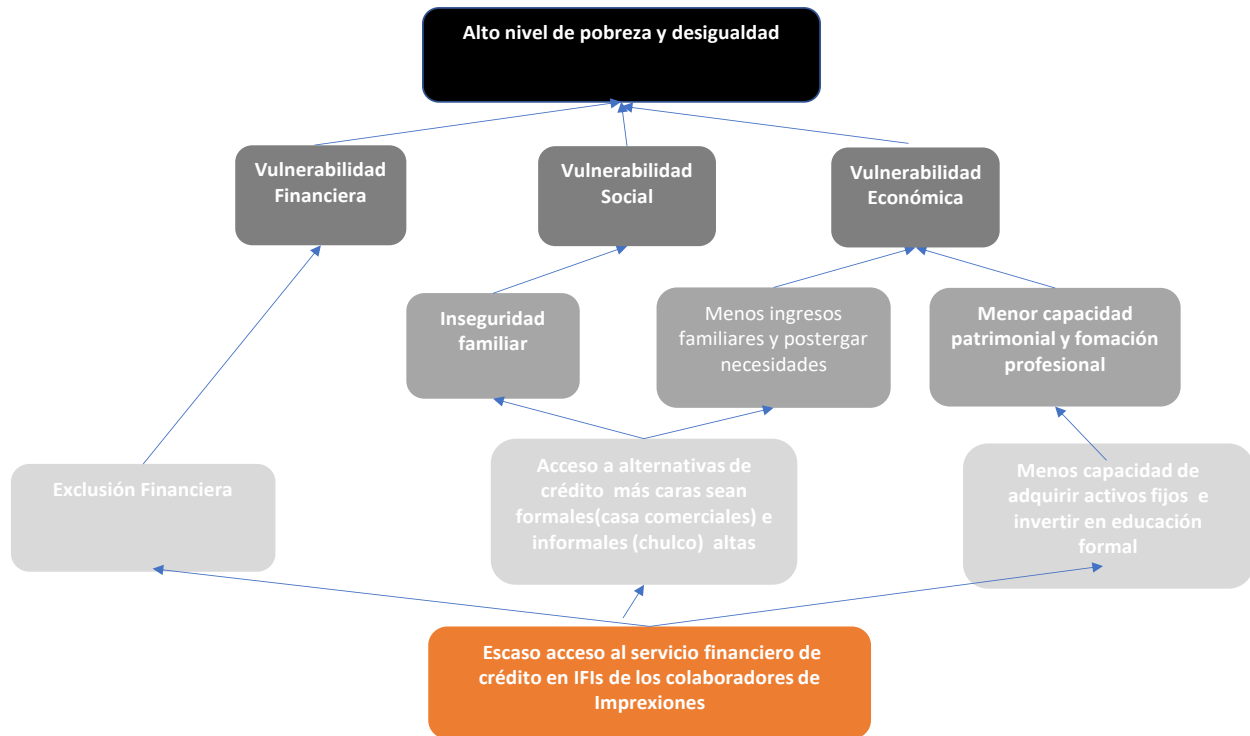 Alto nivel de pobreza y desigualdad
Vulnerabilidad
Financiera
Vulnerabilidad
Social
Vulnerabilidad
Económica
Inseguridad
familiar
Menos ingresos
familiares y postergar
necesidades
Menor capacidad
patrimonial y fomación
profesional
Exclusión Financiera
Acceso a alternativas de
crédito más caras sean
formales(casa comerciales) e
informales (chulco) altas
Menos capacidad de
adquirir activos fijos e
invertir en educación
formal
Escaso acceso al servicio financiero de
crédito en IFIs de los colaboradores de
Imprexiones